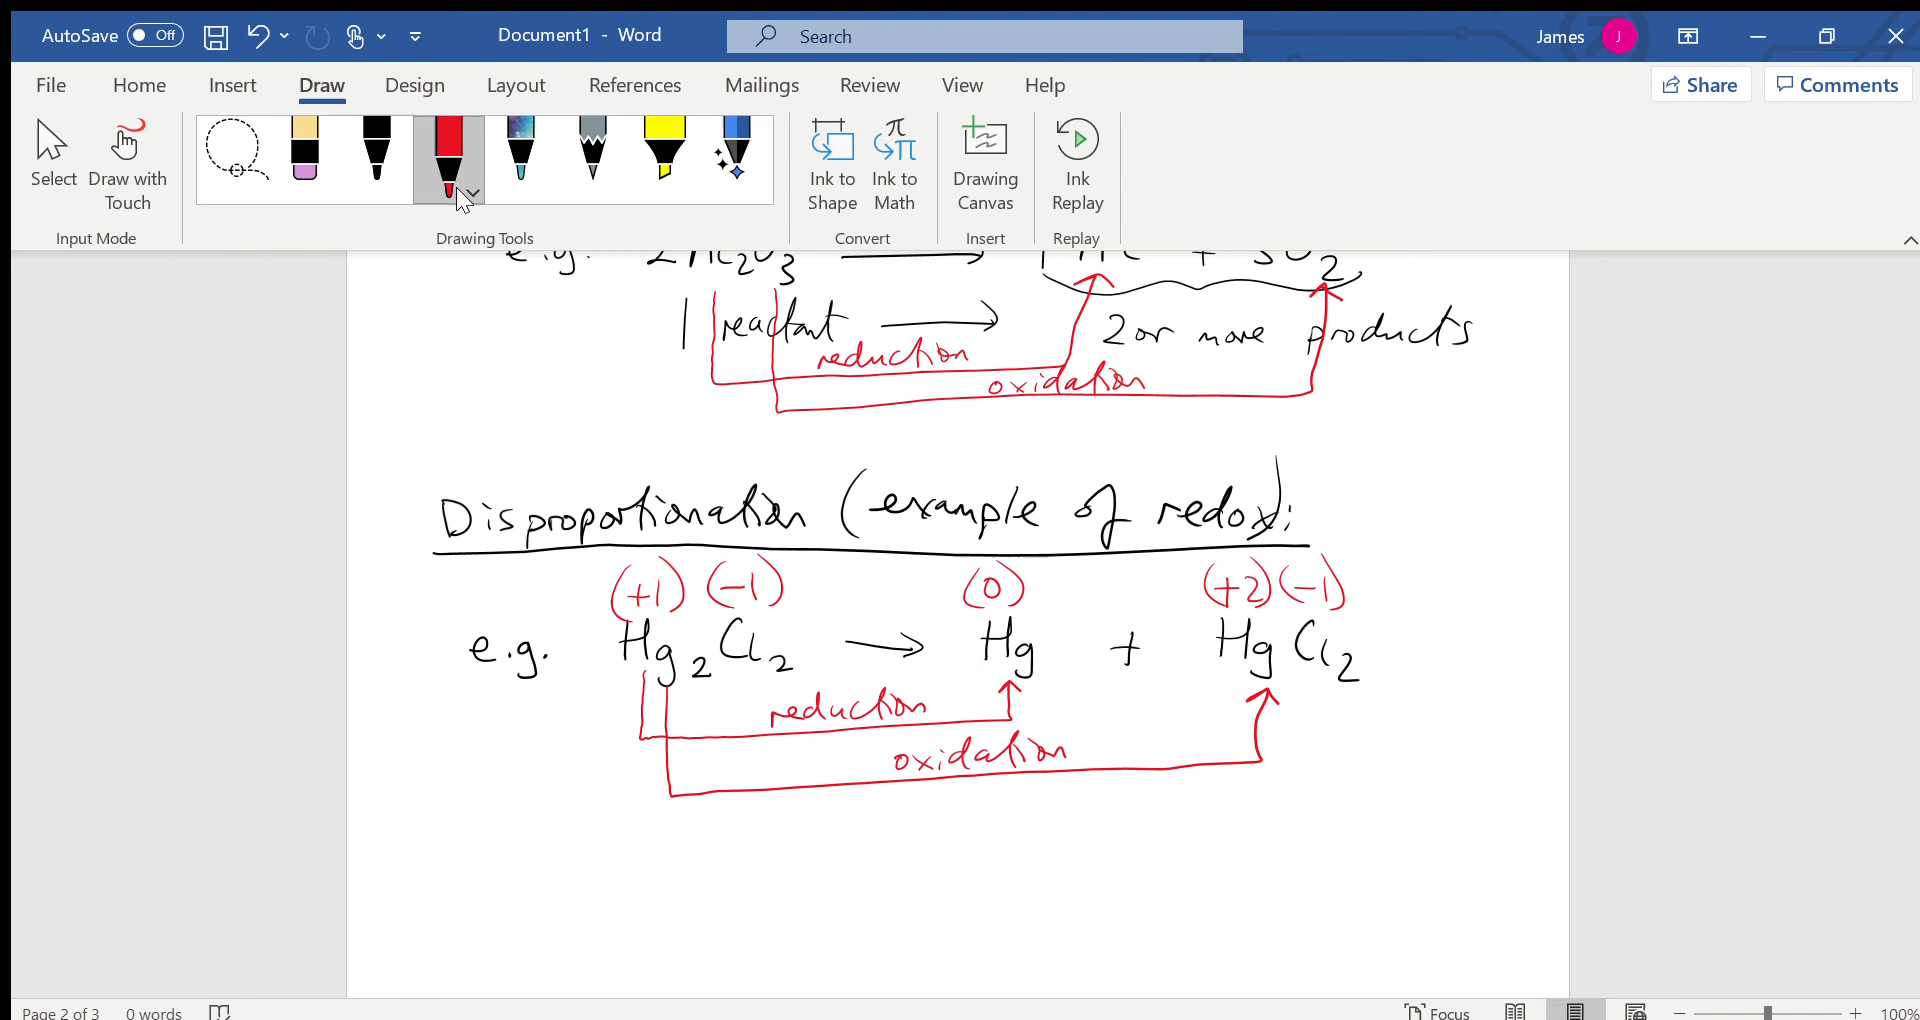 AutoSave Off Document1 - Word Search James J
File Home Insert Draw Design Layout References Mailings Review View Help Share Comments
Select Draw with Touch Ink to Shape Ink to Math Drawing Canvas Ink Replay
Input Mode Drawing Tools Convert Insert Replay
1 reactant → 2 or more products
reduction
oxidation
Disproportionation (example of redox):
(+1) (-1) (0) (+2) (-1)
e.g. Hg2Cl2 → Hg + HgCl2
reduction
oxidation
Page 2 of 3 0 words Focus 100%